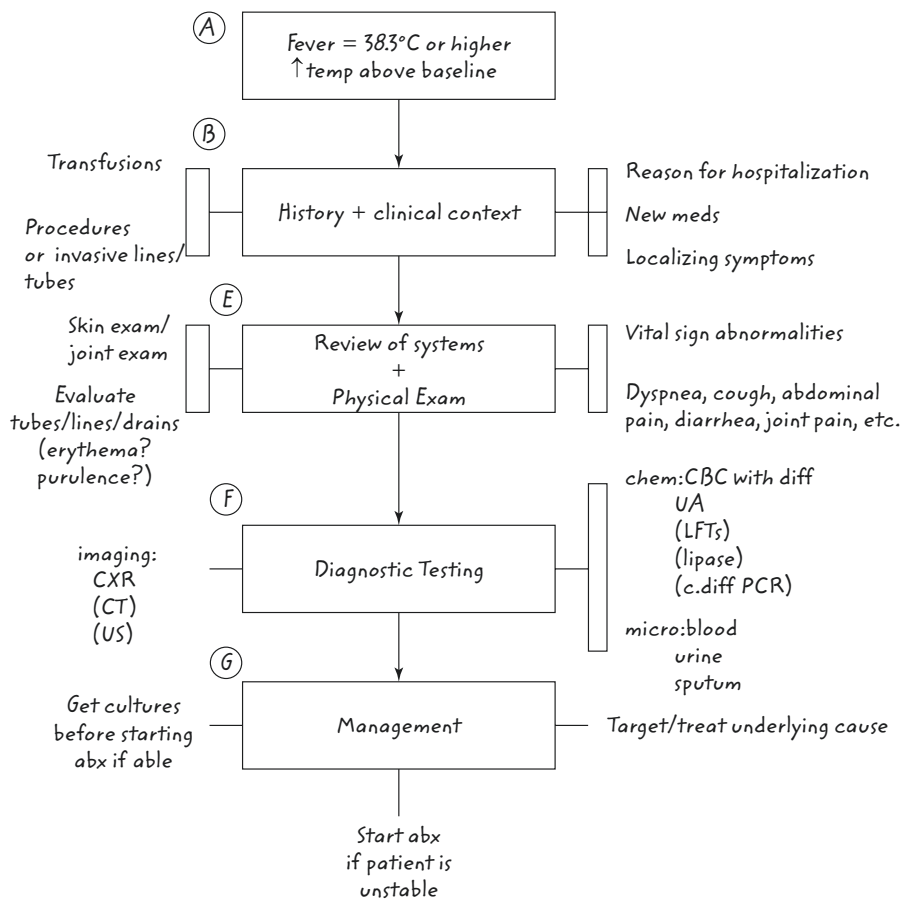 A
Fever = 38.3°C or higher
↑temp above baseline
B
Transfusions
Procedures
or invasive lines/
tubes
History + clinical context
Reason for hospitalization
New meds
Localizing symptoms
E
Skin exam/
joint exam
Evaluate
tubes/lines/drains
(erythema?
purulence?)
Review of systems
+
Physical Exam
Vital sign abnormalities
Dyspnea, cough, abdominal
pain, diarrhea, joint pain, etc.
F
imaging:
CXR
(CT)
(US)
Diagnostic Testing
chem:CBC with diff
UA
(LFTs)
(lipase)
(c.diff PCR)
micro:blood
urine
sputum
G
Get cultures
before starting
abx if able
Management
Target/treat underlying cause
Start abx
if patient is
unstable